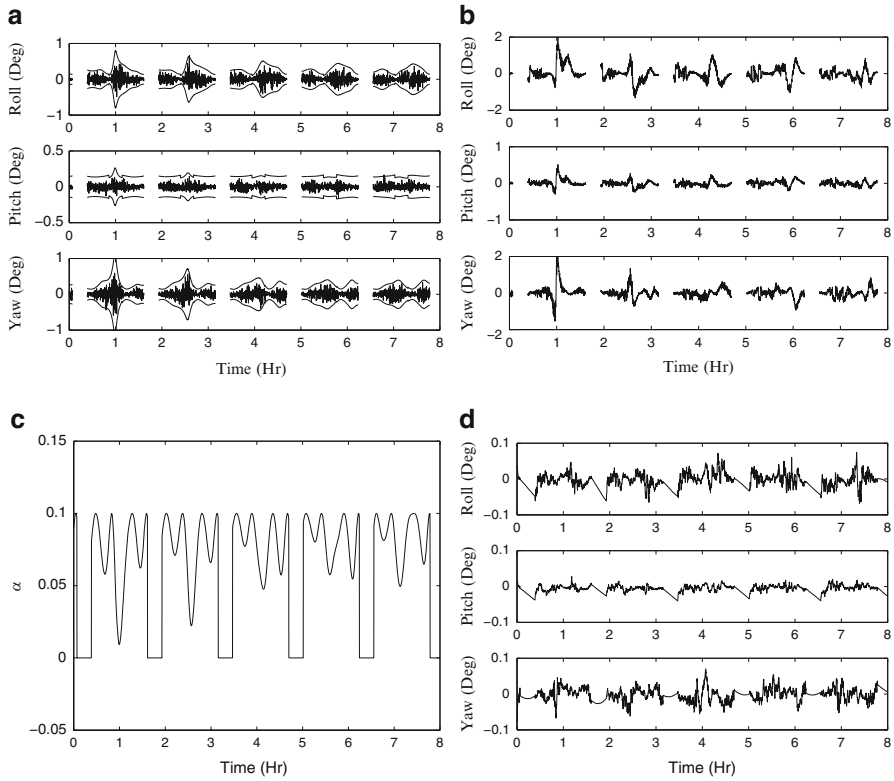 a
Roll (Deg)
1
0
−1
0 1 2 3 4 5 6 7 8
Pitch (Deg)
0.5
0
−0.5
0 1 2 3 4 5 6 7 8
Yaw (Deg)
1
0
−1
0 1 2 3 4 5 6 7 8
Time (Hr)
b
Roll (Deg)
2
0
−2
0 1 2 3 4 5 6 7 8
Pitch (Deg)
1
0
−1
0 1 2 3 4 5 6 7 8
Yaw (Deg)
2
0
−2
0 1 2 3 4 5 6 7 8
Time (Hr)
c
α
0.15
0.1
0.05
0
−0.05
0 1 2 3 4 5 6 7 8
Time (Hr)
d
Roll (Deg)
0.1
0
−0.1
0 1 2 3 4 5 6 7 8
Pitch (Deg)
0.1
0
−0.1
0 1 2 3 4 5 6 7 8
Yaw (Deg)
0.1
0
−0.1
0 1 2 3 4 5 6 7 8
Time (Hr)